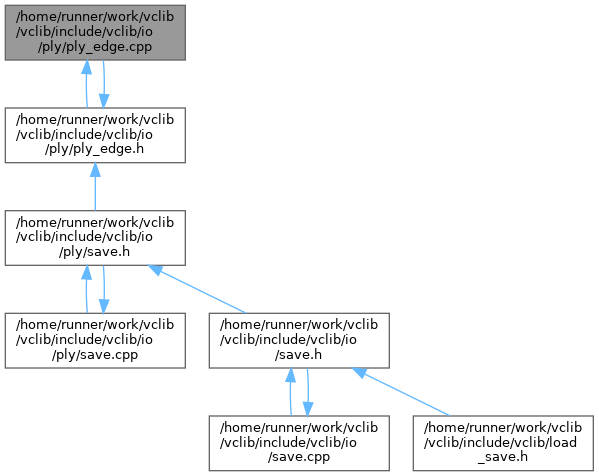 /home/runner/work/vclib
/vclib/include/vclib/io
/ply/ply_edge.cpp
/home/runner/work/vclib
/vclib/include/vclib/io
/ply/ply_edge.h
/home/runner/work/vclib
/vclib/include/vclib/io
/ply/save.h
/home/runner/work/vclib
/vclib/include/vclib/io
/ply/save.cpp
/home/runner/work/vclib
/vclib/include/vclib/io
/save.h
/home/runner/work/vclib
/vclib/include/vclib/io
/save.cpp
/home/runner/work/vclib
/vclib/include/vclib/load
_save.h